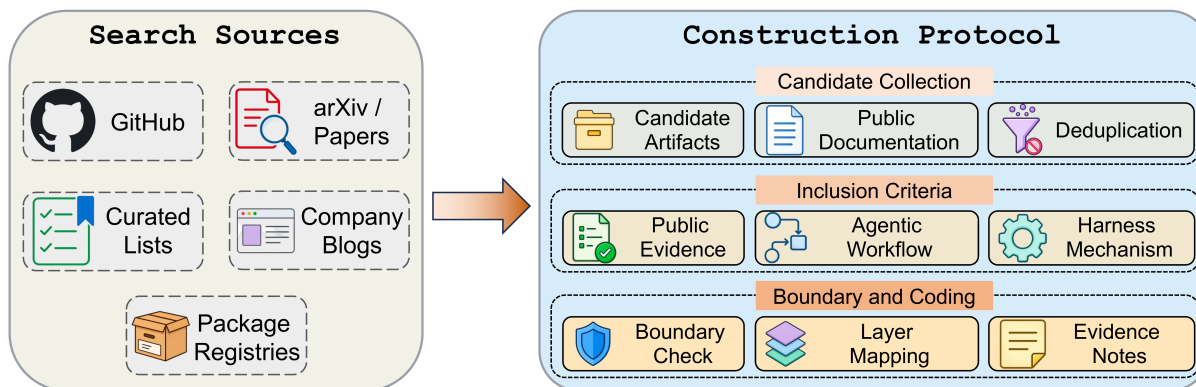 Search Sources
GitHub
arXiv /
Papers
Curated
Lists
Company
Blogs
Package
Registries
Construction Protocol
Candidate Collection
Candidate
Artifacts
Public
Documentation
Deduplication
Inclusion Criteria
Public
Evidence
Agentic
Workflow
Harness
Mechanism
Boundary and Coding
Boundary
Check
Layer
Mapping
Evidence
Notes